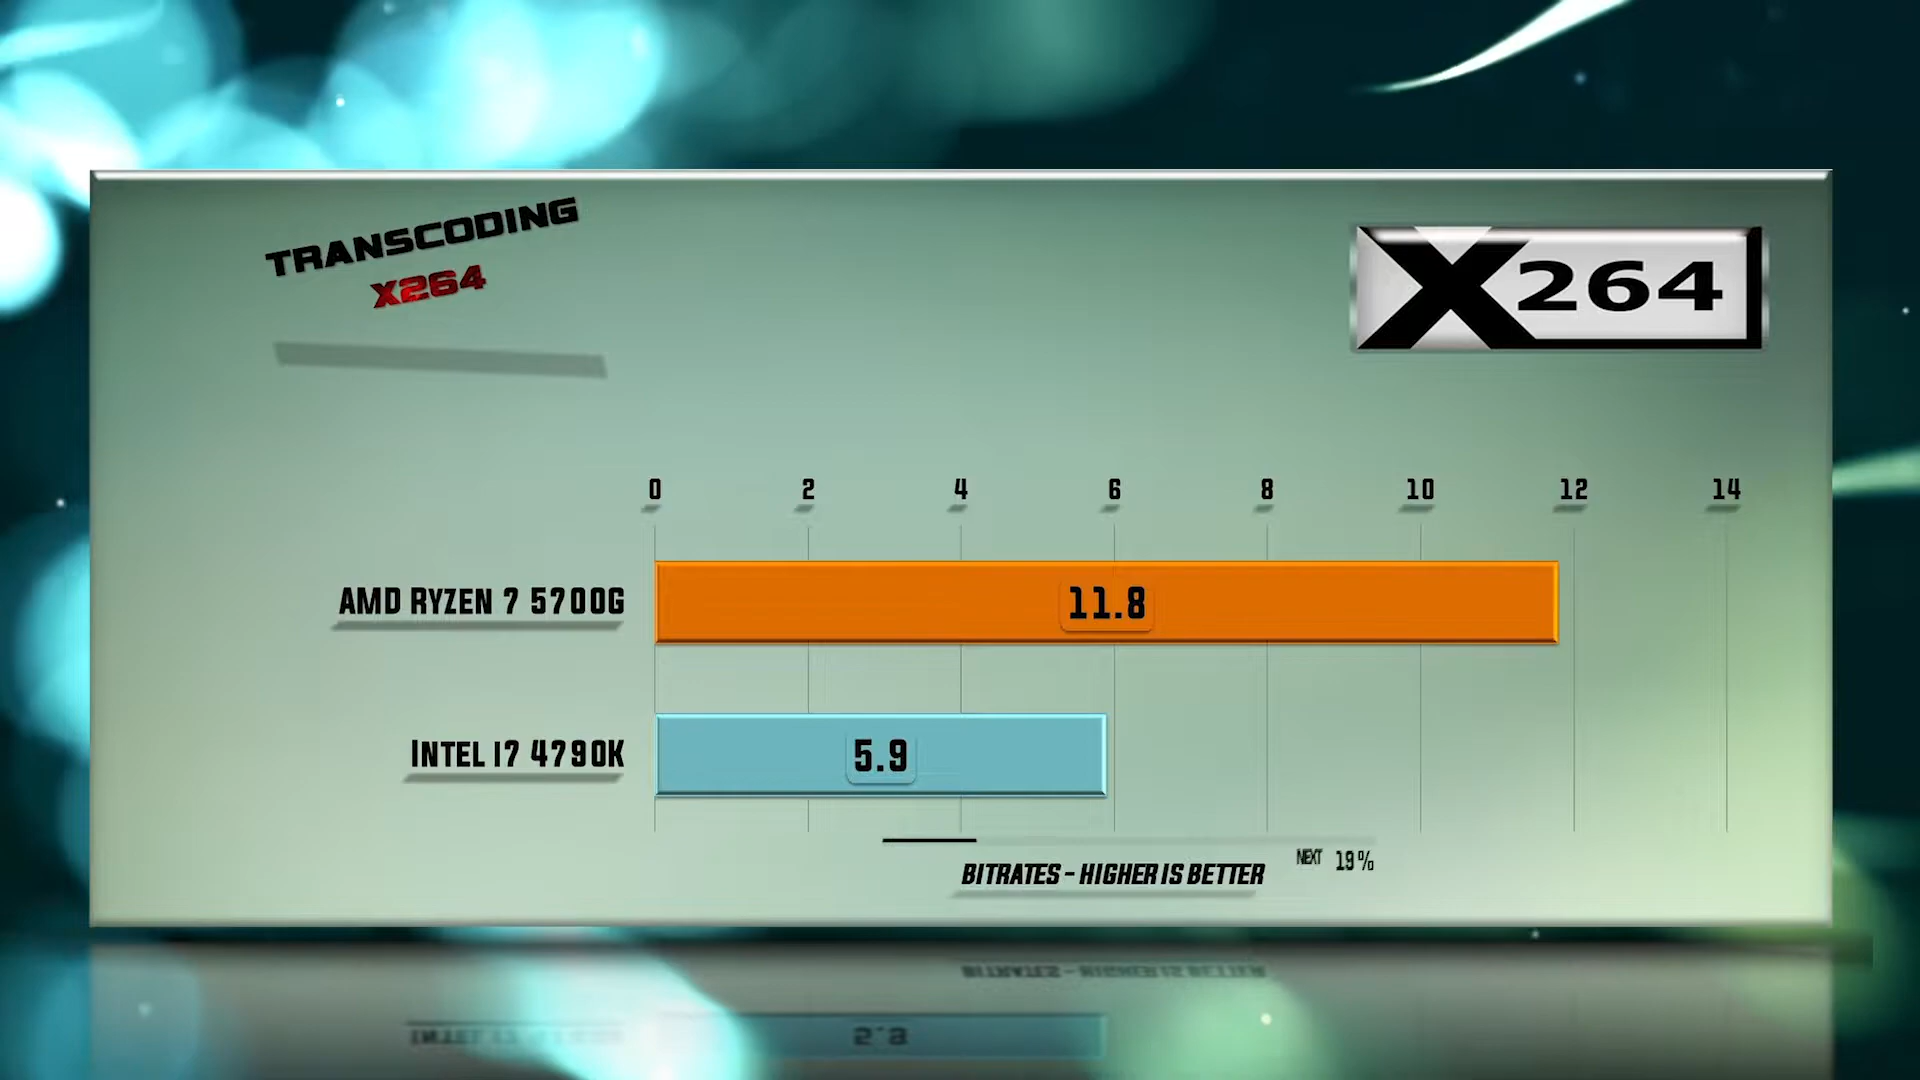 TRANSCODING
X264
X264
0 2 4 6 8 10 12 14
AMD RYZEN 7 5700G
11.8
INTEL I7 4790K
5.9
NEXT 19%
BITRATES - HIGHER IS BETTER